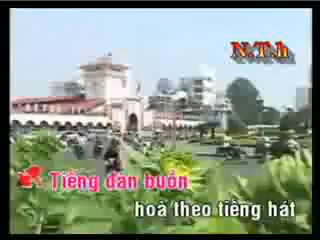 N.T.h
Tiếng đàn buồn
hoà theo tiếng hát